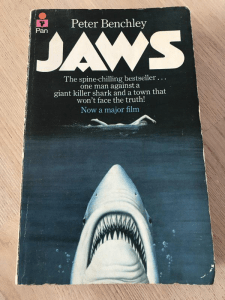 Peter Benchley
Pan
JAWS
The spine-chilling bestseller...
one man against a
giant killer shark and a town that
won't face the truth!
Now a major film